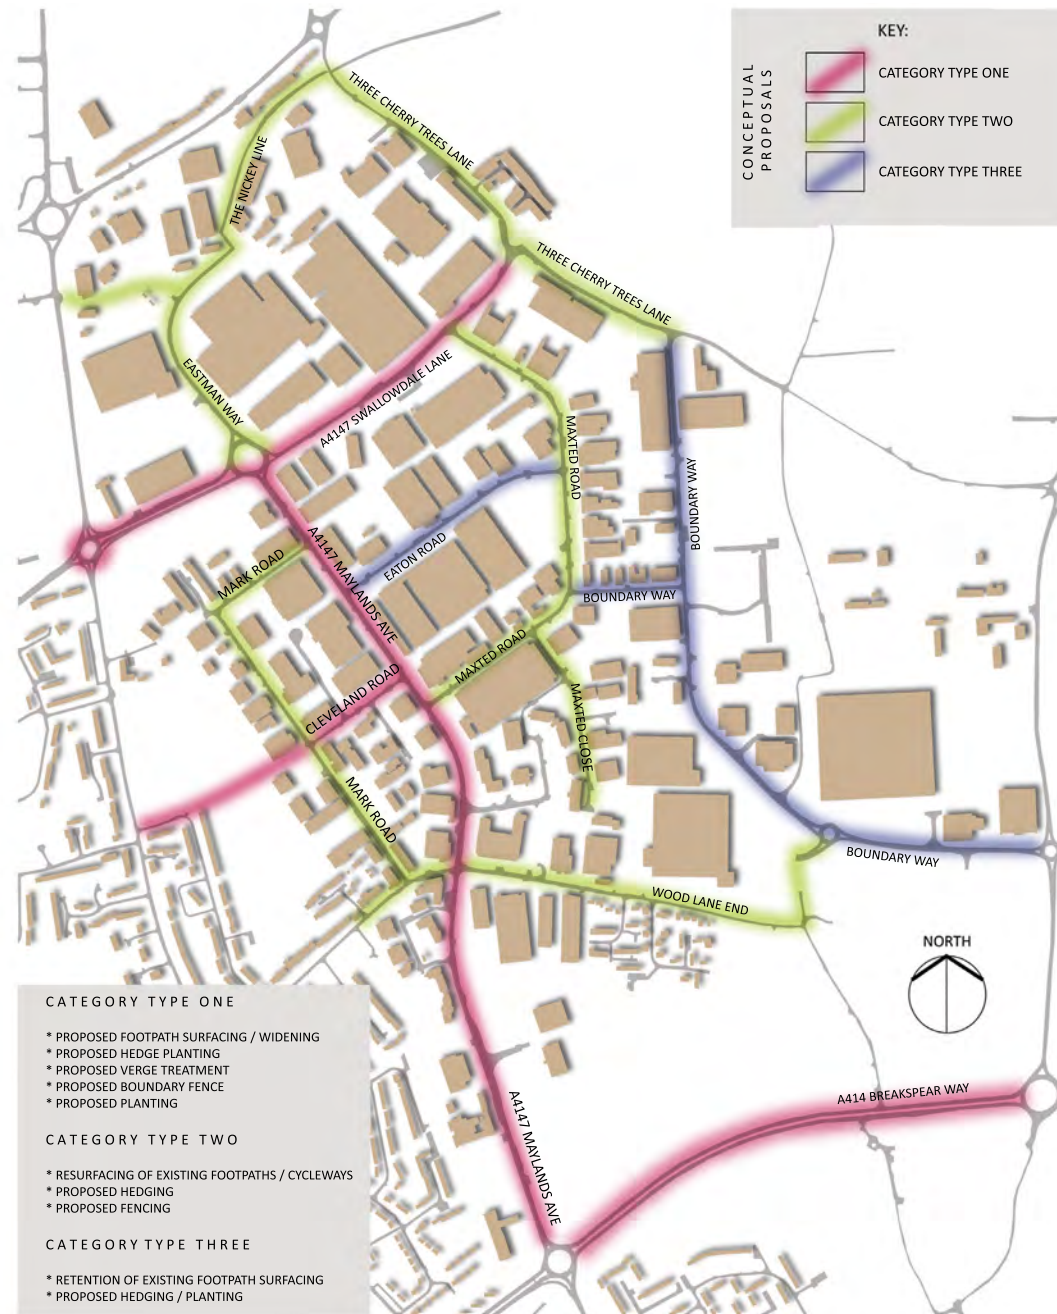 KEY:
CONCEPTUAL
PROPOSALS
CATEGORY TYPE ONE
CATEGORY TYPE TWO
CATEGORY TYPE THREE
THREE CHERRY TREES LANE
THE NICKEY LINE
THREE CHERRY TREES LANE
EASTMAN WAY
A4147 SWALLOWDALE LANE
MAXTED ROAD
BOUNDARY WAY
A4147 MAYLANDS AVE
EATON ROAD
MARK ROAD
BOUNDARY WAY
MAXTED ROAD
CLEVELAND ROAD
MAXTED CLOSE
MARK ROAD
BOUNDARY WAY
WOOD LANE END
NORTH
A414 BREAKSPEAR WAY
A4147 MAYLANDS AVE
CATEGORY TYPE ONE
* PROPOSED FOOTPATH SURFACING / WIDENING
* PROPOSED HEDGE PLANTING
* PROPOSED VERGE TREATMENT
* PROPOSED BOUNDARY FENCE
* PROPOSED PLANTING
CATEGORY TYPE TWO
* RESURFACING OF EXISTING FOOTPATHS / CYCLEWAYS
* PROPOSED HEDGING
* PROPOSED FENCING
CATEGORY TYPE THREE
* RETENTION OF EXISTING FOOTPATH SURFACING
* PROPOSED HEDGING / PLANTING